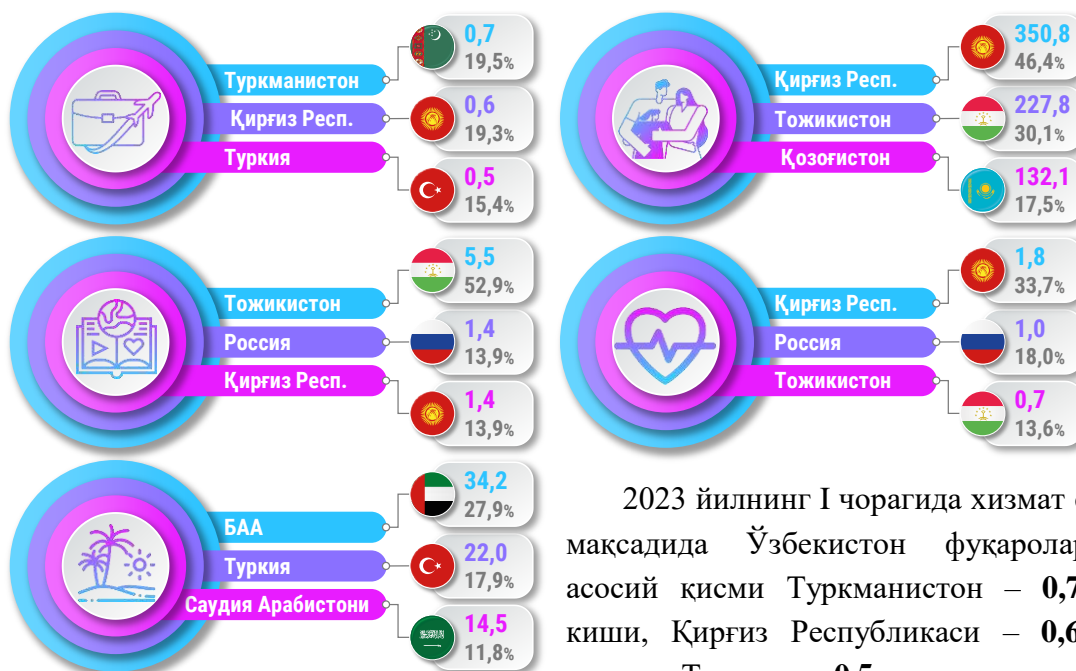 Туркманистон
0,7
19,5%
Қирғиз Респ.
0,6
19,3%
Туркия
0,5
15,4%
Қирғиз Респ.
350,8
46,4%
Тожикистон
227,8
30,1%
Қозоғистон
132,1
17,5%
Тожикистон
5,5
52,9%
Россия
1,4
13,9%
Қирғиз Респ.
1,4
13,9%
Қирғиз Респ.
1,8
33,7%
Россия
1,0
18,0%
Тожикистон
0,7
13,6%
БАА
34,2
27,9%
Туркия
22,0
17,9%
Саудия Арабистони
14,5
11,8%
2023 йилнинг I чорагида хизмат
мақсадида Ўзбекистон фуқаролар
асосий қисми Туркманистон – 0,7
киши, Қирғиз Республикаси – 0,6